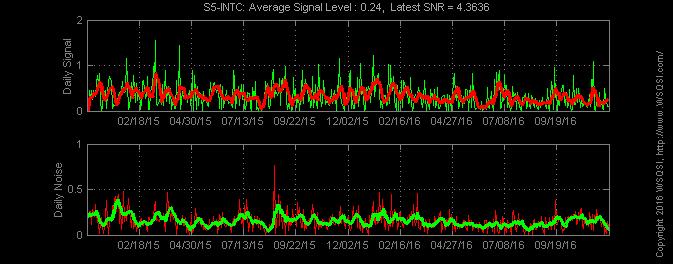 S5-INTC: Average Signal Level: 0.24, Latest SNR = 4.3636
Daily Signal
2
1
0
02/18/15 04/30/15 07/13/15 09/22/15 12/02/15 02/16/16 04/27/16 07/08/16 09/19/16
Daily Noise
1
0.5
0
02/18/15 04/30/15 07/13/15 09/22/15 12/02/15 02/16/16 04/27/16 07/08/16 09/19/16
Copyright 2016 WSQSI, http://www.WSQSI.com/